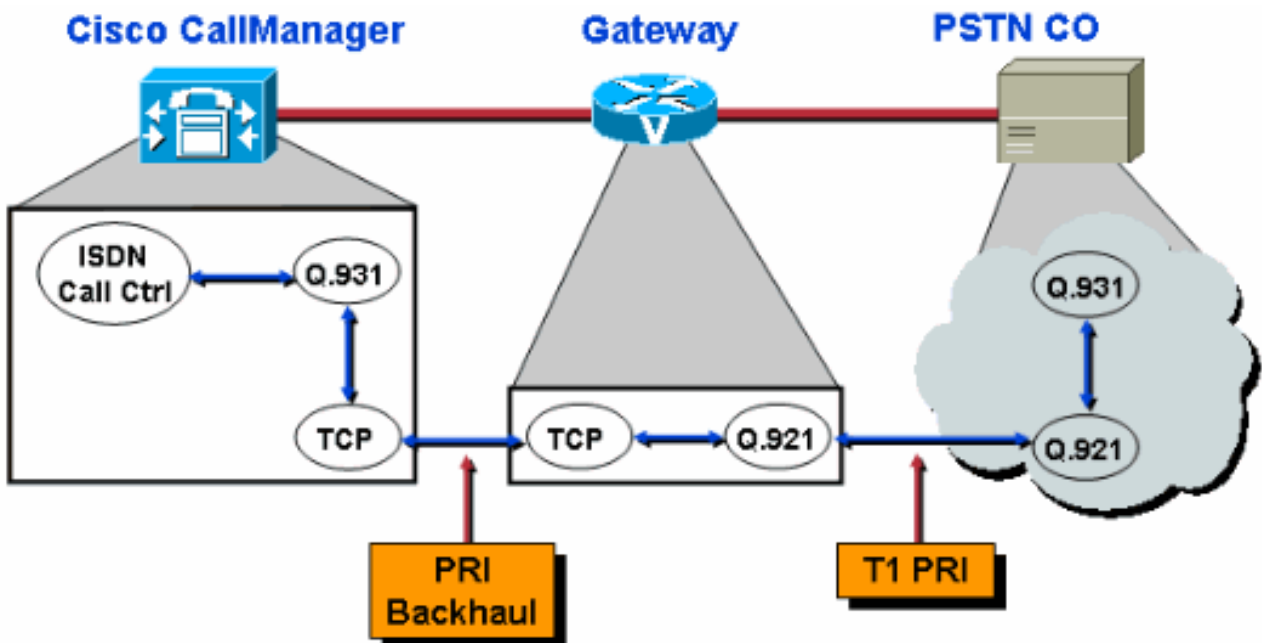 Cisco CallManager
Gateway
PSTN CO
V
ISDN
Call Ctrl
Q.931
TCP
TCP
Q.921
Q.931
Q.921
PRI
Backhaul
T1 PRI